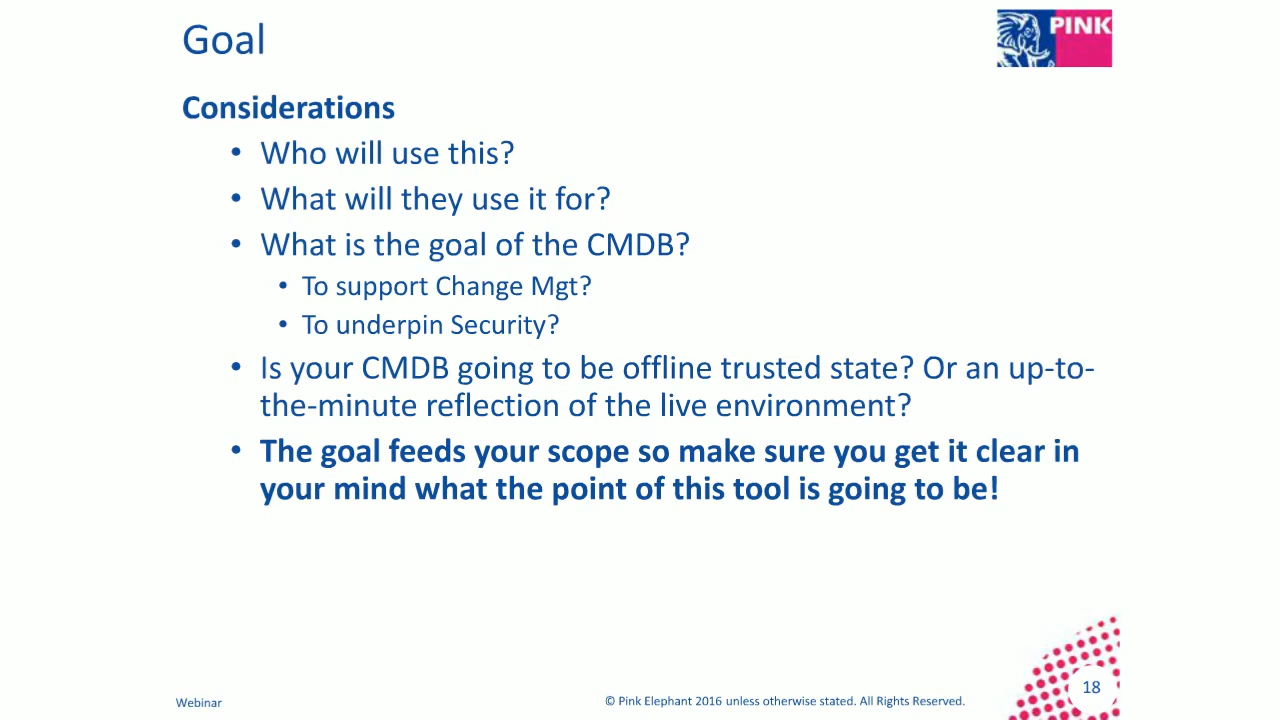 Goal
PINK
Considerations
• Who will use this?
• What will they use it for?
• What is the goal of the CMDB?
• To support Change Mgt?
• To underpin Security?
• Is your CMDB going to be offline trusted state? Or an up-to-
the-minute reflection of the live environment?
• The goal feeds your scope so make sure you get it clear in
your mind what the point of this tool is going to be!
Webinar
© Pink Elephant 2016 unless otherwise stated. All Rights Reserved.
18